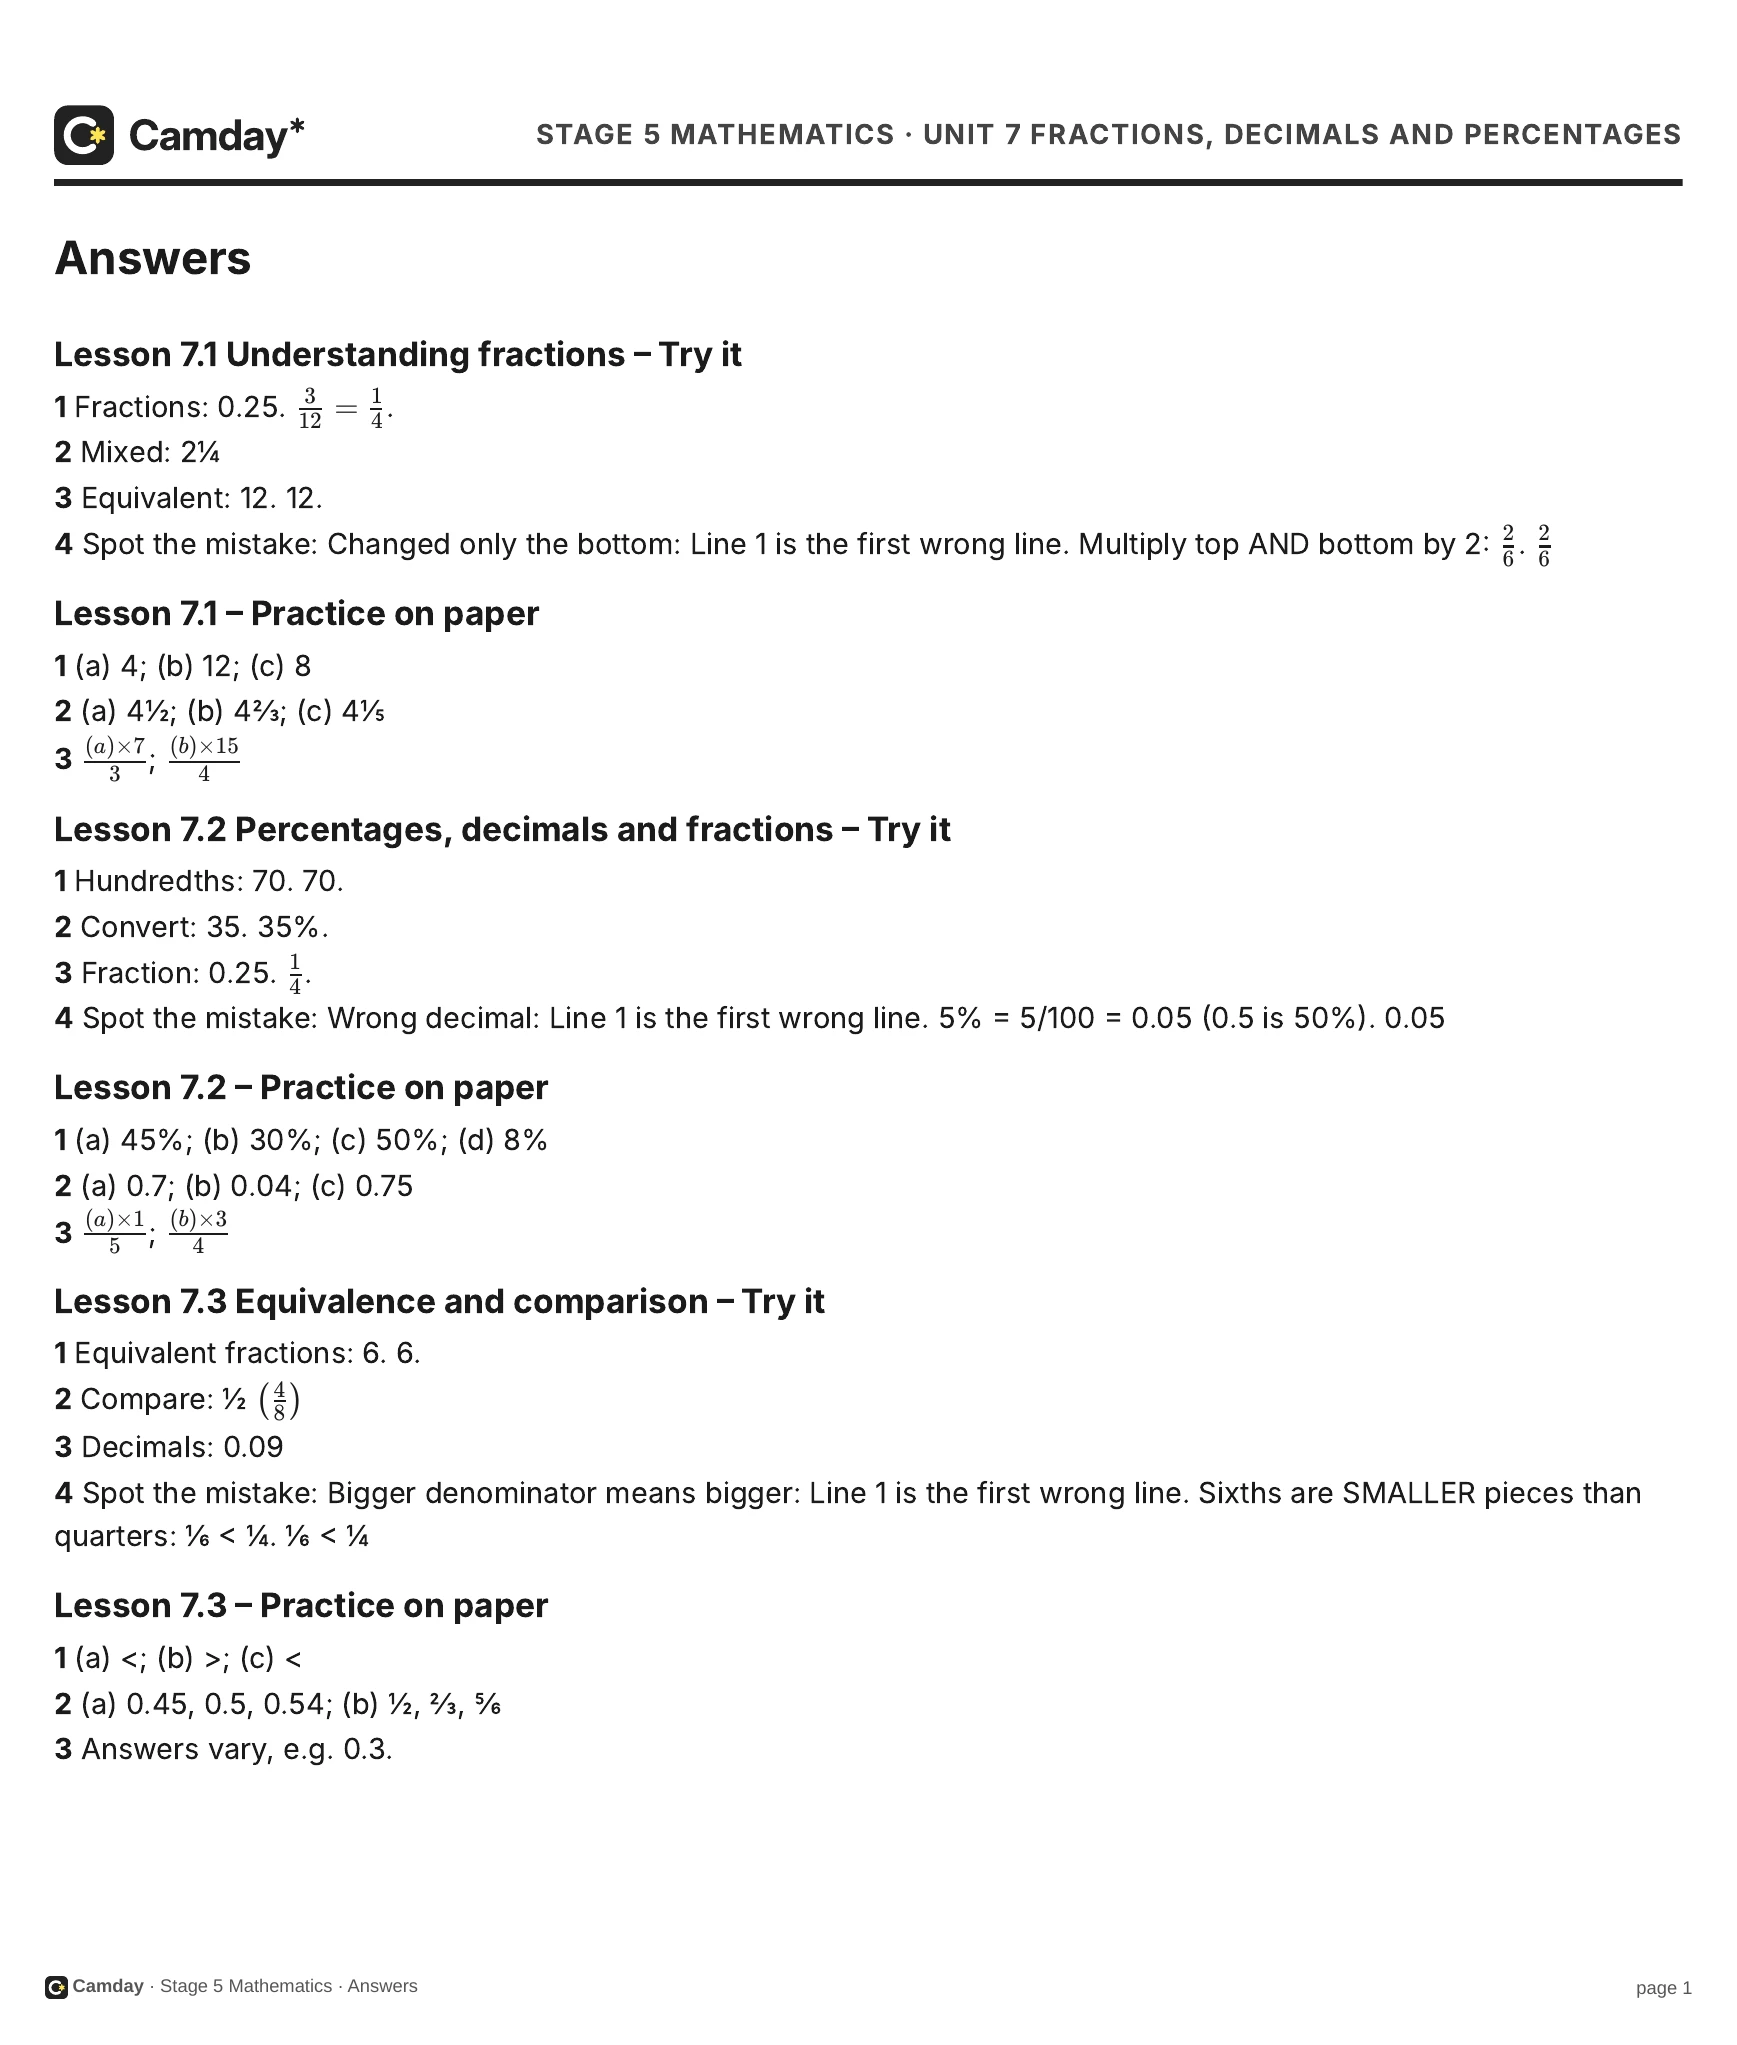 Camday*
STAGE 5 MATHEMATICS · UNIT 7 FRACTIONS, DECIMALS AND PERCENTAGES
Answers
Lesson 7.1 Understanding fractions – Try it
1 Fractions: 0.25. 3/12 = 1/4.
2 Mixed: 2¼
3 Equivalent: 12. 12.
4 Spot the mistake: Changed only the bottom: Line 1 is the first wrong line. Multiply top AND bottom by 2: 2/6. 2/6
Lesson 7.1 – Practice on paper
1 (a) 4; (b) 12; (c) 8
2 (a) 4½; (b) 4⅔; (c) 4⅕
3 (a)×7/3; (b)×15/4
Lesson 7.2 Percentages, decimals and fractions – Try it
1 Hundredths: 70. 70.
2 Convert: 35. 35%.
3 Fraction: 0.25. 1/4.
4 Spot the mistake: Wrong decimal: Line 1 is the first wrong line. 5% = 5/100 = 0.05 (0.5 is 50%). 0.05
Lesson 7.2 – Practice on paper
1 (a) 45%; (b) 30%; (c) 50%; (d) 8%
2 (a) 0.7; (b) 0.04; (c) 0.75
3 (a)×1/5; (b)×3/4
Lesson 7.3 Equivalence and comparison – Try it
1 Equivalent fractions: 6. 6.
2 Compare: ½ (4/8)
3 Decimals: 0.09
4 Spot the mistake: Bigger denominator means bigger: Line 1 is the first wrong line. Sixths are SMALLER pieces than
quarters: ⅙ < ¼. ⅙ < ¼
Lesson 7.3 – Practice on paper
1 (a) <; (b) >; (c) <
2 (a) 0.45, 0.5, 0.54; (b) ½, ⅔, ⅚
3 Answers vary, e.g. 0.3.
Camday · Stage 5 Mathematics · Answers
page 1